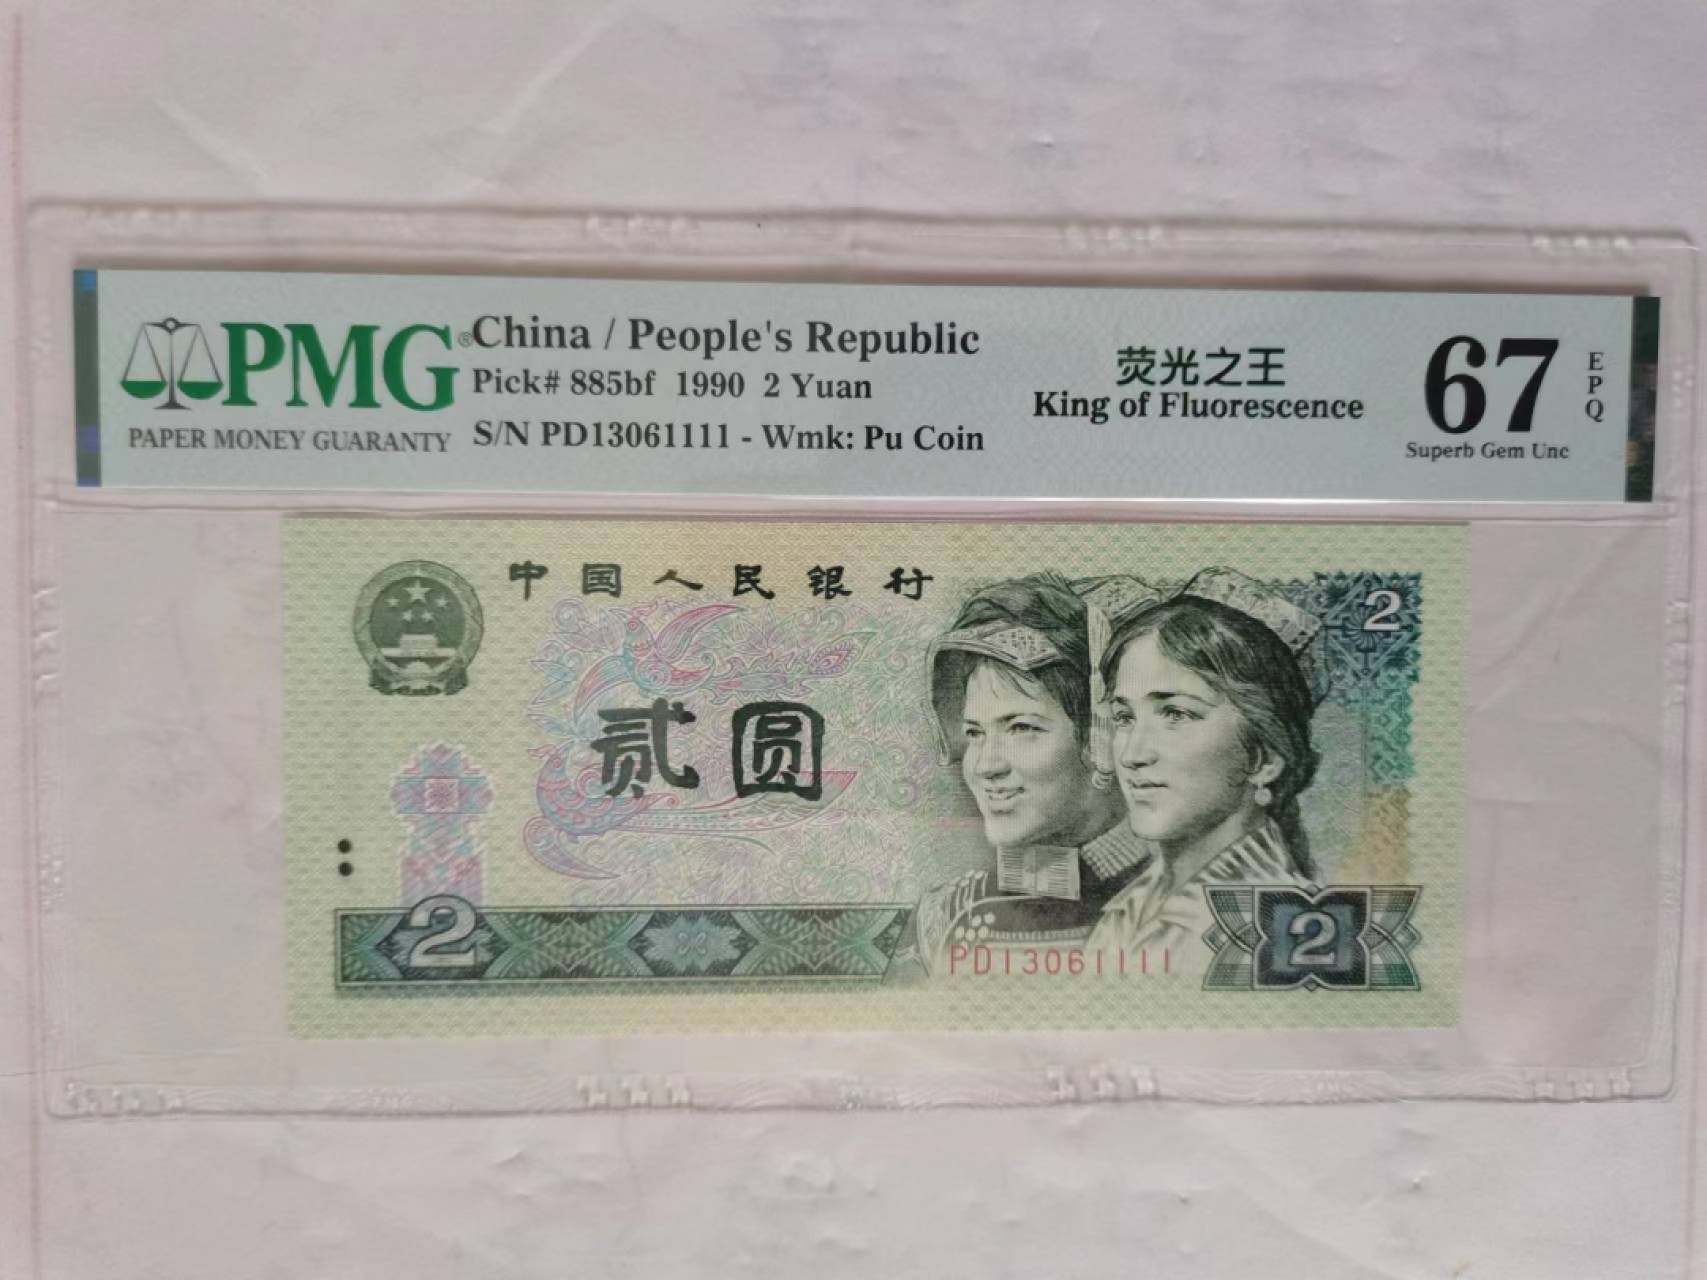 PMG®
PAPER MONEY GUARANTY
China / People's Republic
Pick# 885bf 1990 2 Yuan
S/N PD13061111 - Wmk: Pu Coin
荧光之王
King of Fluorescence
67
EPQ
Superb Gem Unc
中国人民银行
2
贰圆
2
PD13061111
2